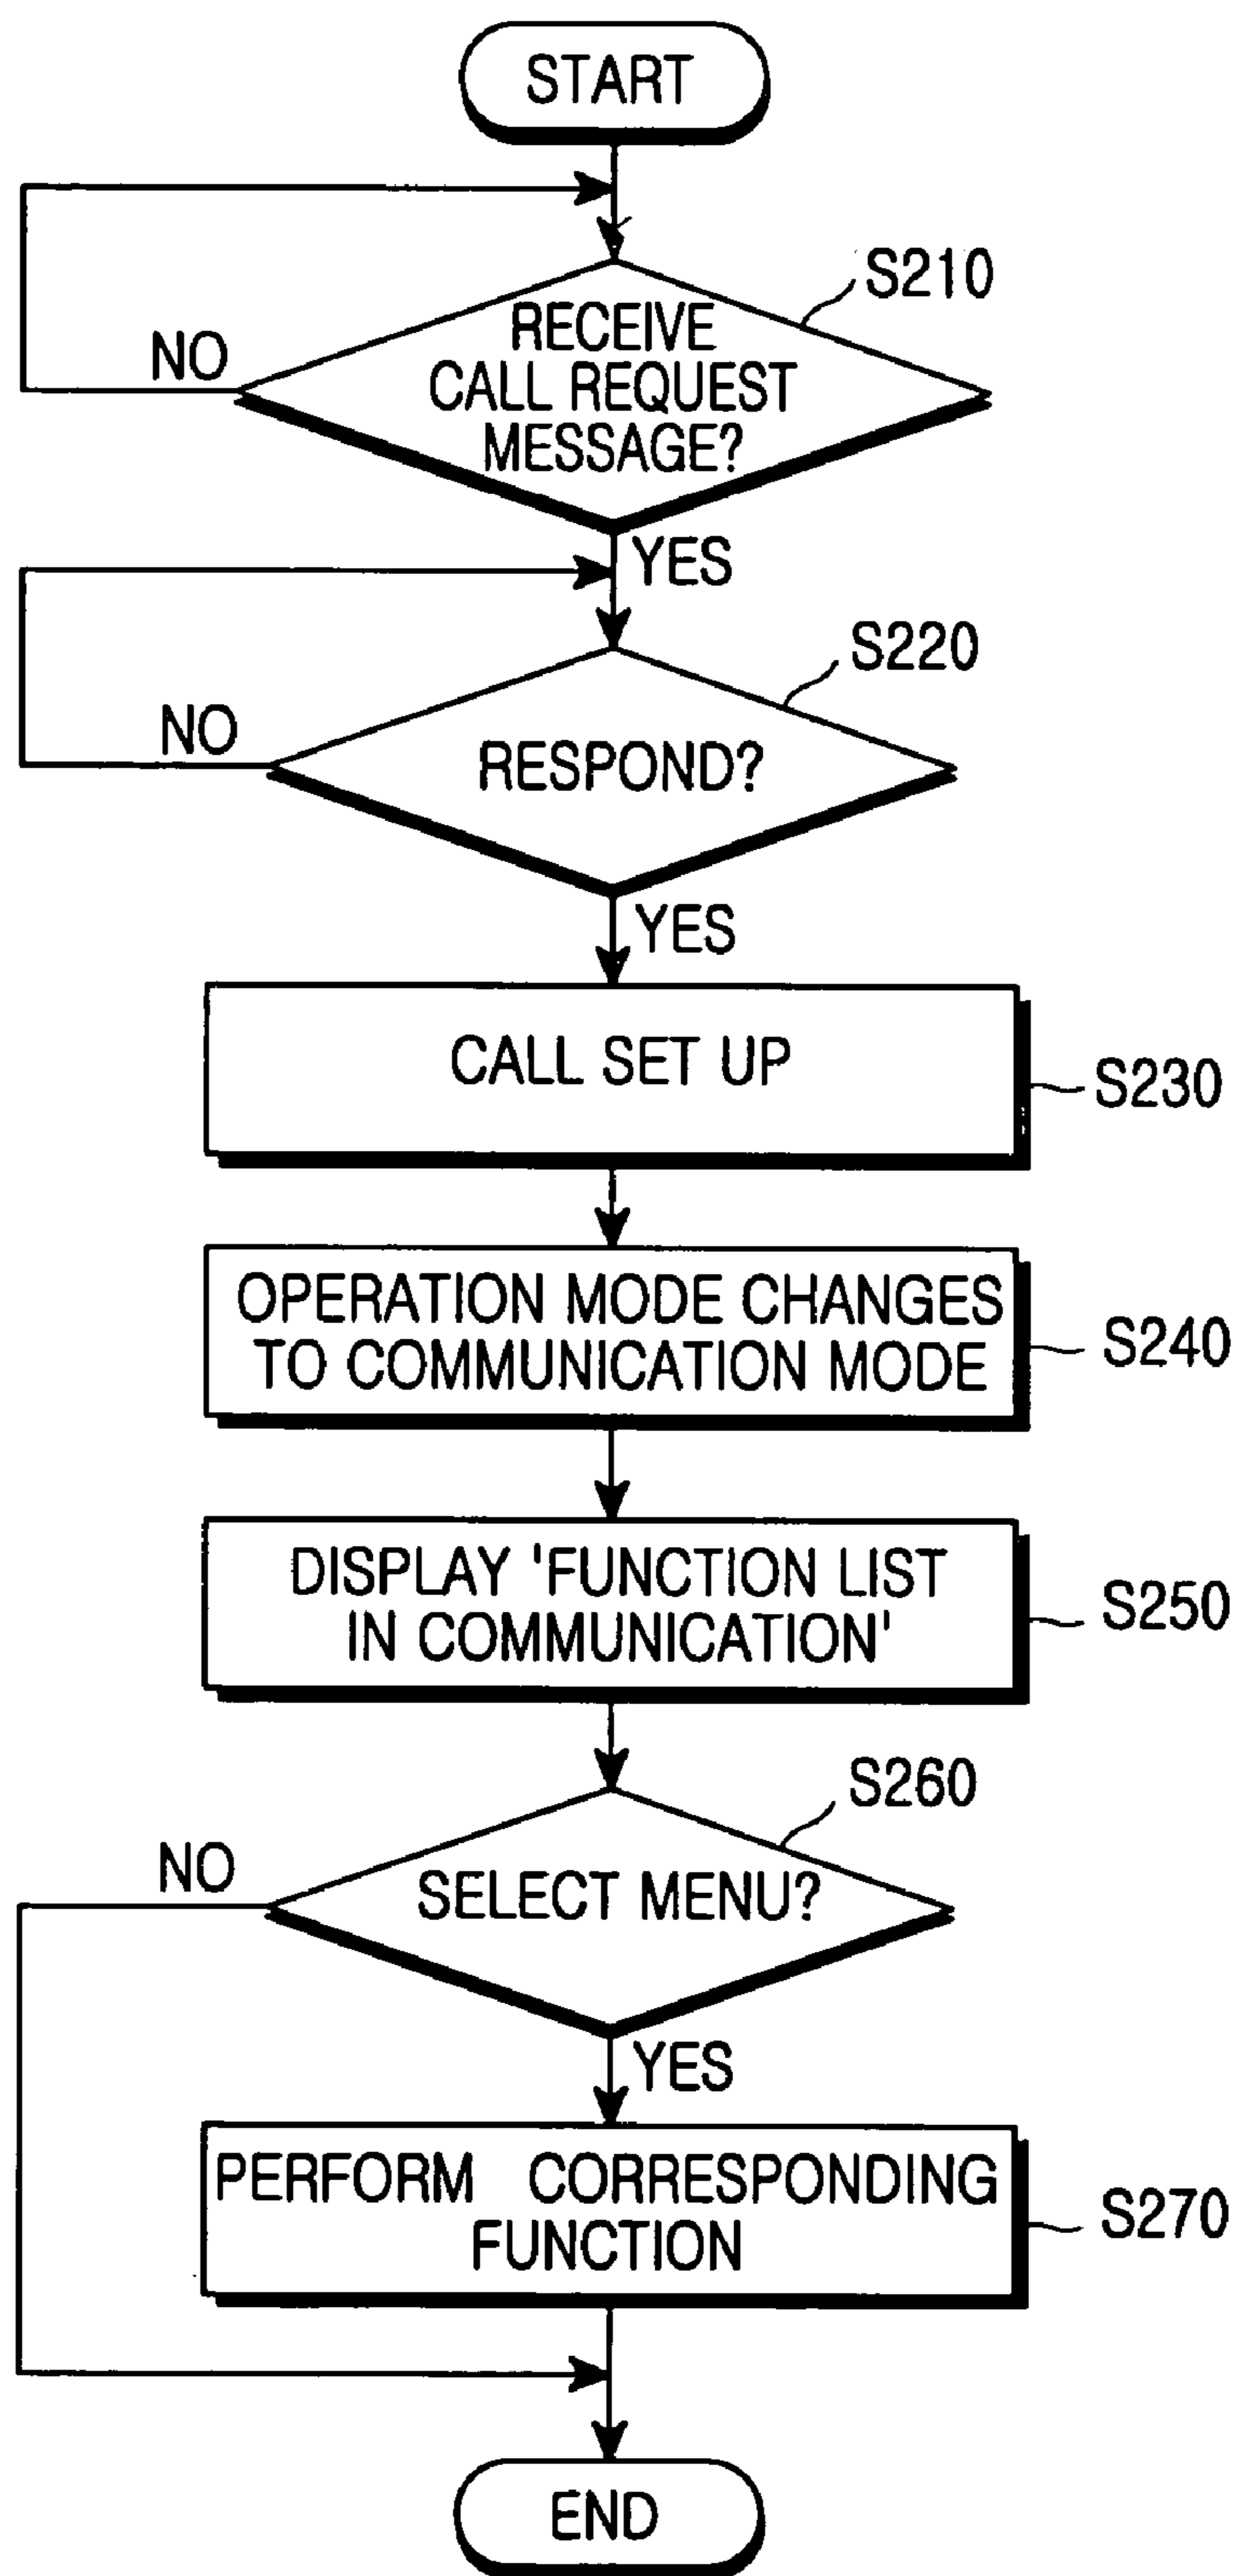 START
S210
RECEIVE
CALL REQUEST
MESSAGE?
NO
YES
S220
RESPOND?
NO
YES
CALL SET UP
S230
OPERATION MODE CHANGES
TO COMMUNICATION MODE
S240
DISPLAY 'FUNCTION LIST
IN COMMUNICATION'
S250
S260
NO
SELECT MENU?
YES
PERFORM CORRESPONDING
FUNCTION
S270
END